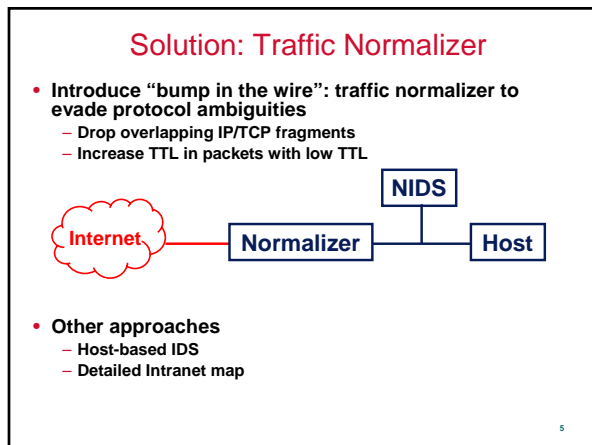 Solution: Traffic Normalizer
• Introduce “bump in the wire”: traffic normalizer to
evade protocol ambiguities
– Drop overlapping IP/TCP fragments
– Increase TTL in packets with low TTL
NIDS
Internet
Normalizer
Host
• Other approaches
– Host-based IDS
– Detailed Intranet map
5